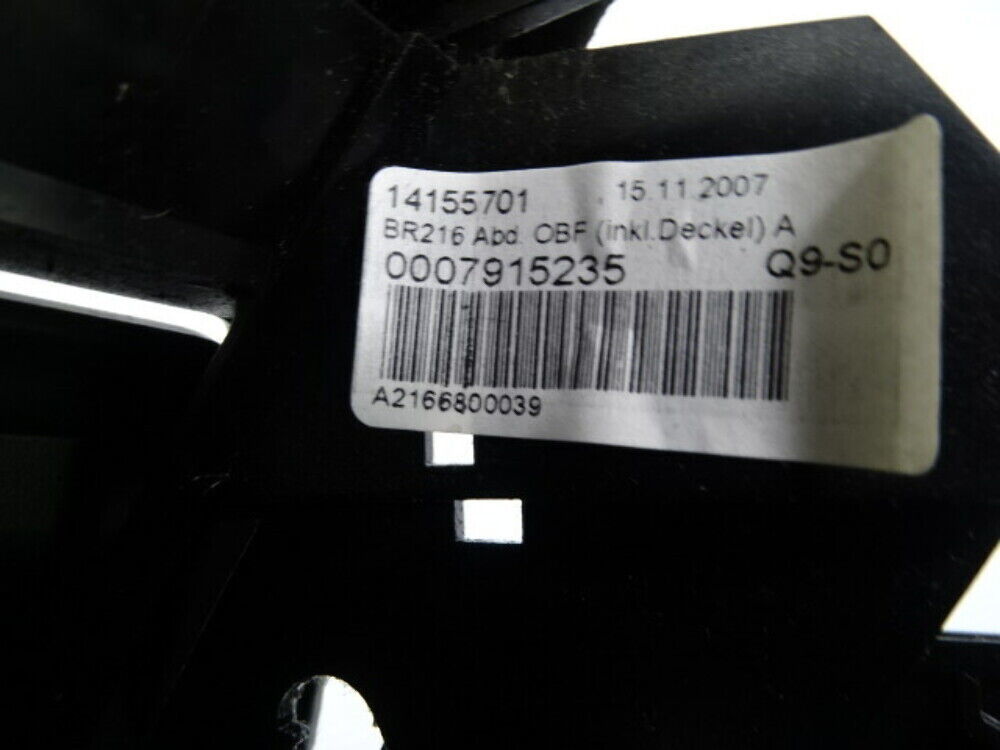 14155701 15.11.2007
BR216 Abd. OBF (inkl.Deckel) A
0007915235 Q9-S0
A2166800039